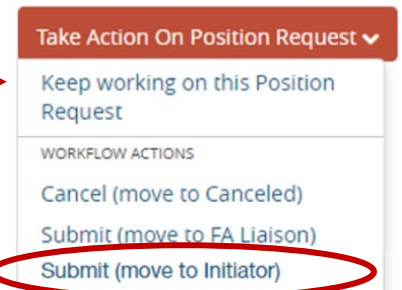 Take Action On Position Request
Keep working on this Position
Request
WORKFLOW ACTIONS
Cancel (move to Canceled)
Submit (move to FA Liaison)
Submit (move to Initiator)